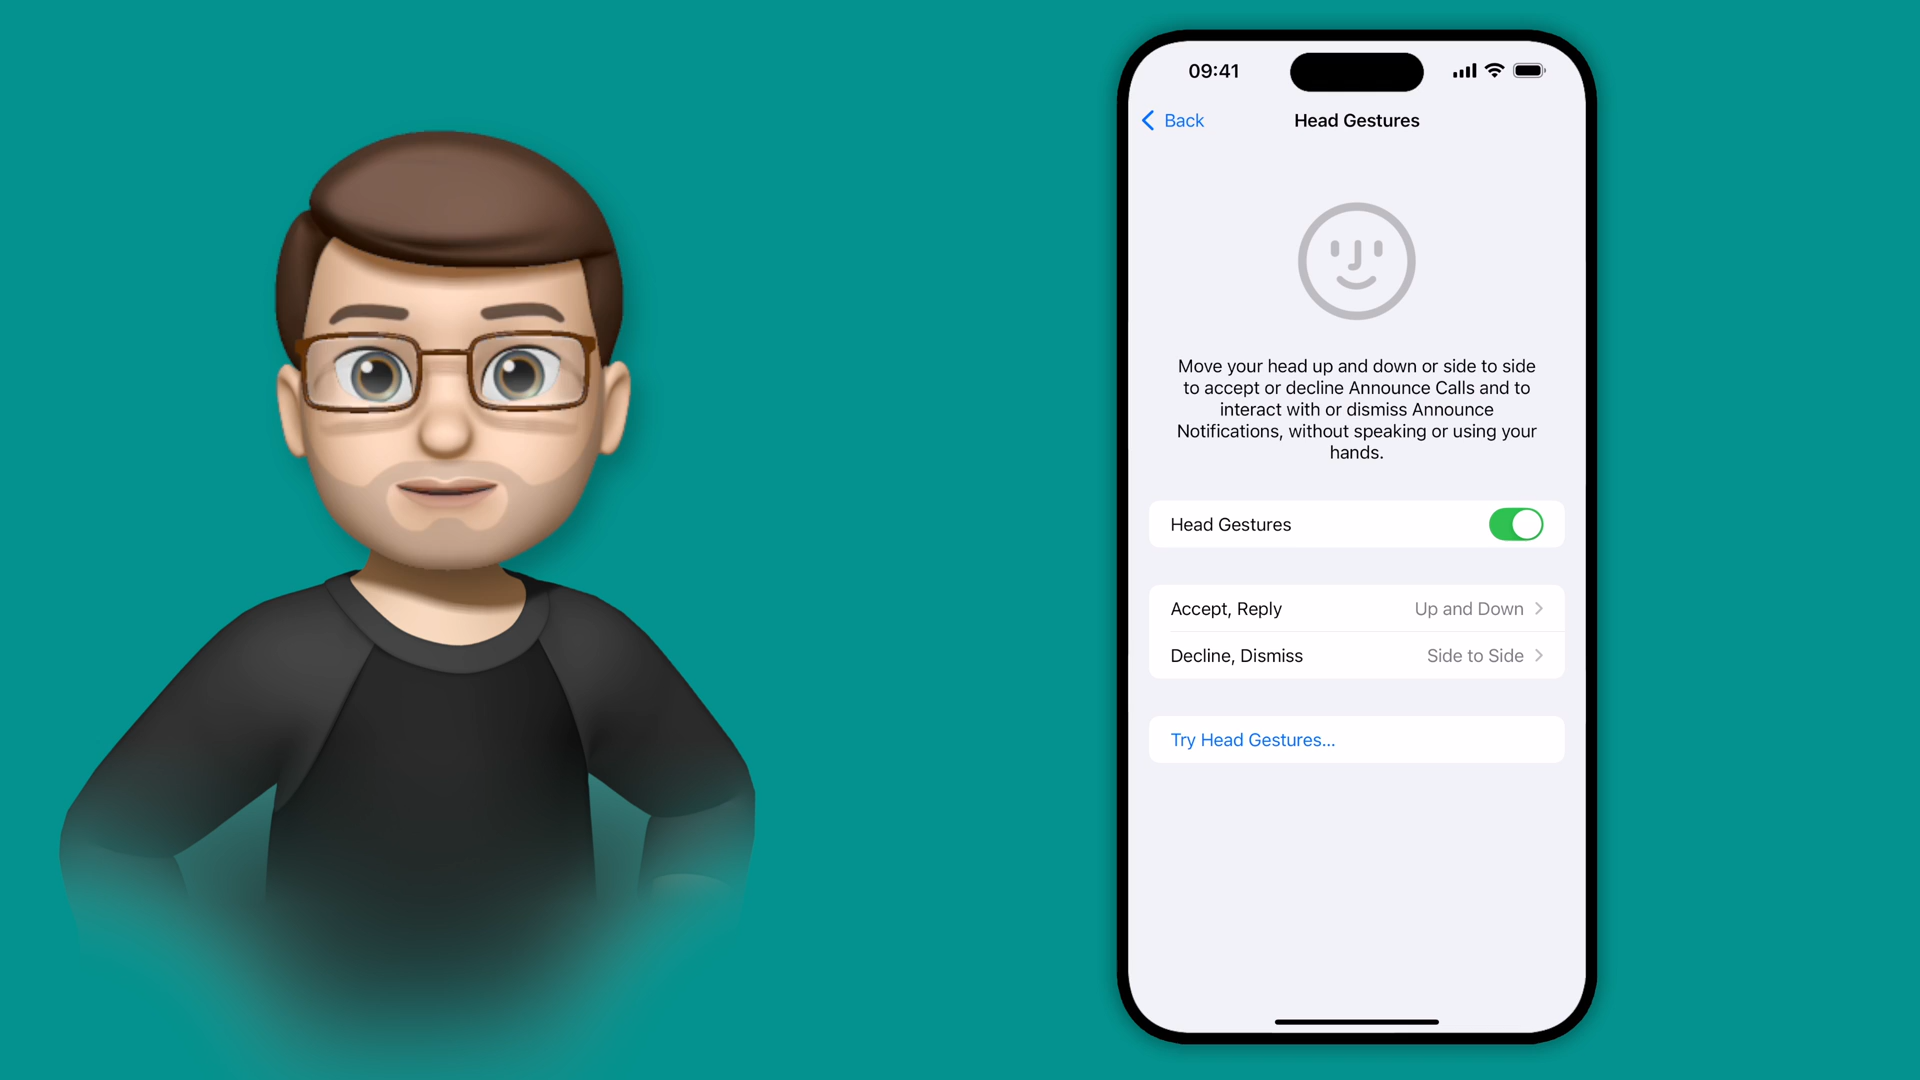 09:41
Back
Head Gestures
Move your head up and down or side to side
to accept or decline Announce Calls and to
interact with or dismiss Announce
Notifications, without speaking or using your
hands.
Head Gestures
Accept, Reply Up and Down
Decline, Dismiss Side to Side
Try Head Gestures...